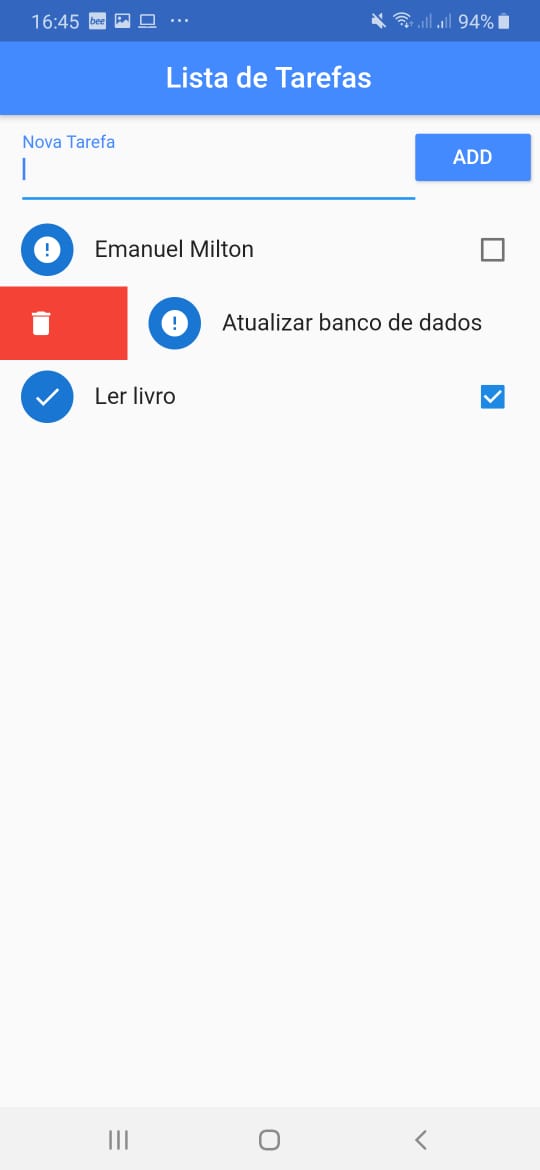 16:45 bee 94%
Lista de Tarefas
Nova Tarefa
ADD
Emanuel Milton
Atualizar banco de dados
Ler livro